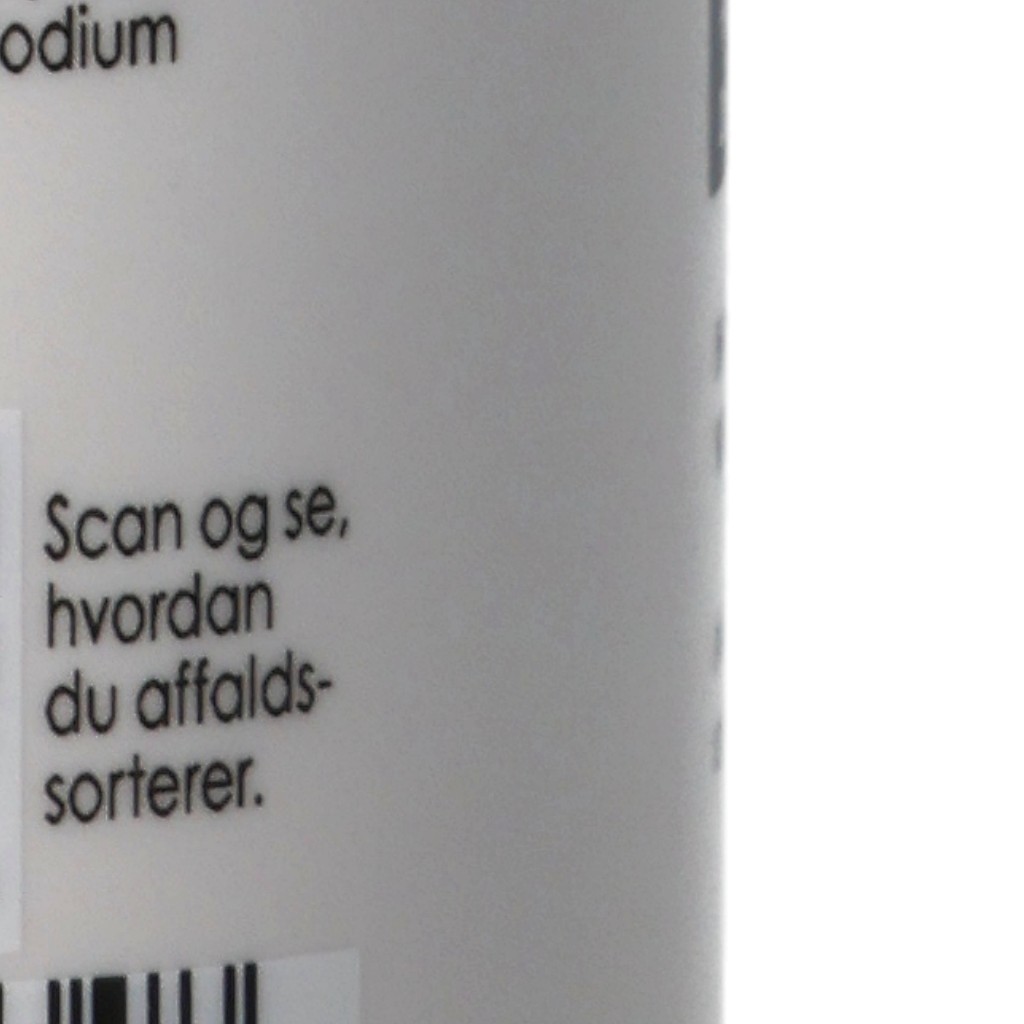 odium
Scan og se,
hvordan
du affalds-
sorterer.